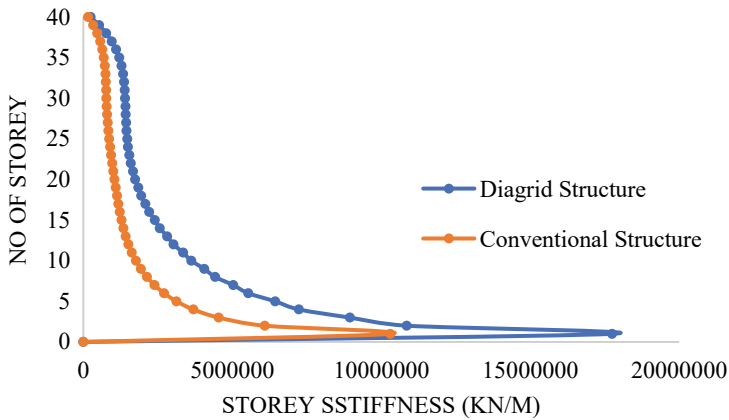 40
35
30
25
20
15
10
5
0
NO OF STOREY
Diagrid Structure
Conventional Structure
0 5000000 10000000 15000000 20000000
STOREY SSTIFFNESS (KN/M)